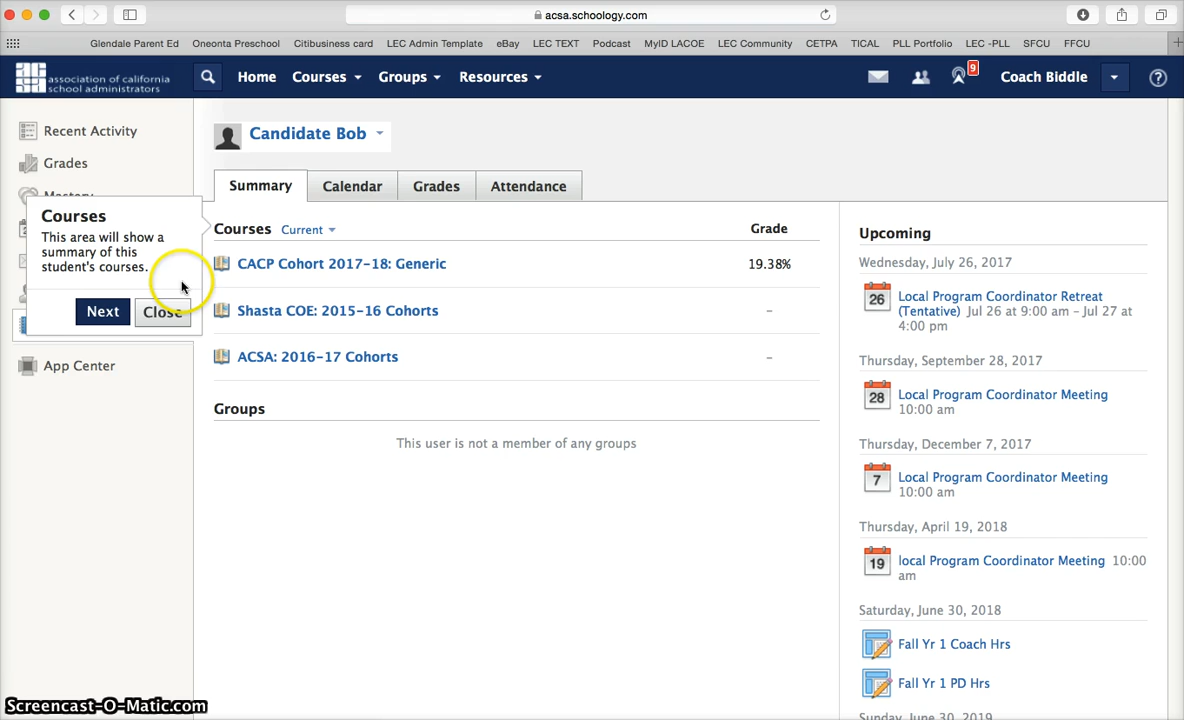 acsa.schoology.com
Glendale Parent Ed Oneonta Preschool Citibusiness card LEC Admin Template eBay LEC TEXT Podcast MyID LACOE LEC Community CETPA TICAL PLL Portfolio LEC -PLL SFCU FFCU
association of california
school administrators
Home Courses Groups Resources 9 Coach Biddle ?
Recent Activity
Grades
Mastery
Courses
This area will show a
summary of this
student's courses.
Next Close
App Center
Candidate Bob
Summary Calendar Grades Attendance
Courses Current Grade
CACP Cohort 2017-18: Generic 19.38%
Shasta COE: 2015-16 Cohorts -
ACSA: 2016-17 Cohorts -
Groups
This user is not a member of any groups
Upcoming
Wednesday, July 26, 2017
26 Local Program Coordinator Retreat
(Tentative) Jul 26 at 9:00 am - Jul 27 at
4:00 pm
Thursday, September 28, 2017
28 Local Program Coordinator Meeting
10:00 am
Thursday, December 7, 2017
7 Local Program Coordinator Meeting
10:00 am
Thursday, April 19, 2018
19 local Program Coordinator Meeting 10:00
am
Saturday, June 30, 2018
Fall Yr 1 Coach Hrs
Fall Yr 1 PD Hrs
Sunday, June 30, 2019
Screencast-O-Matic.com